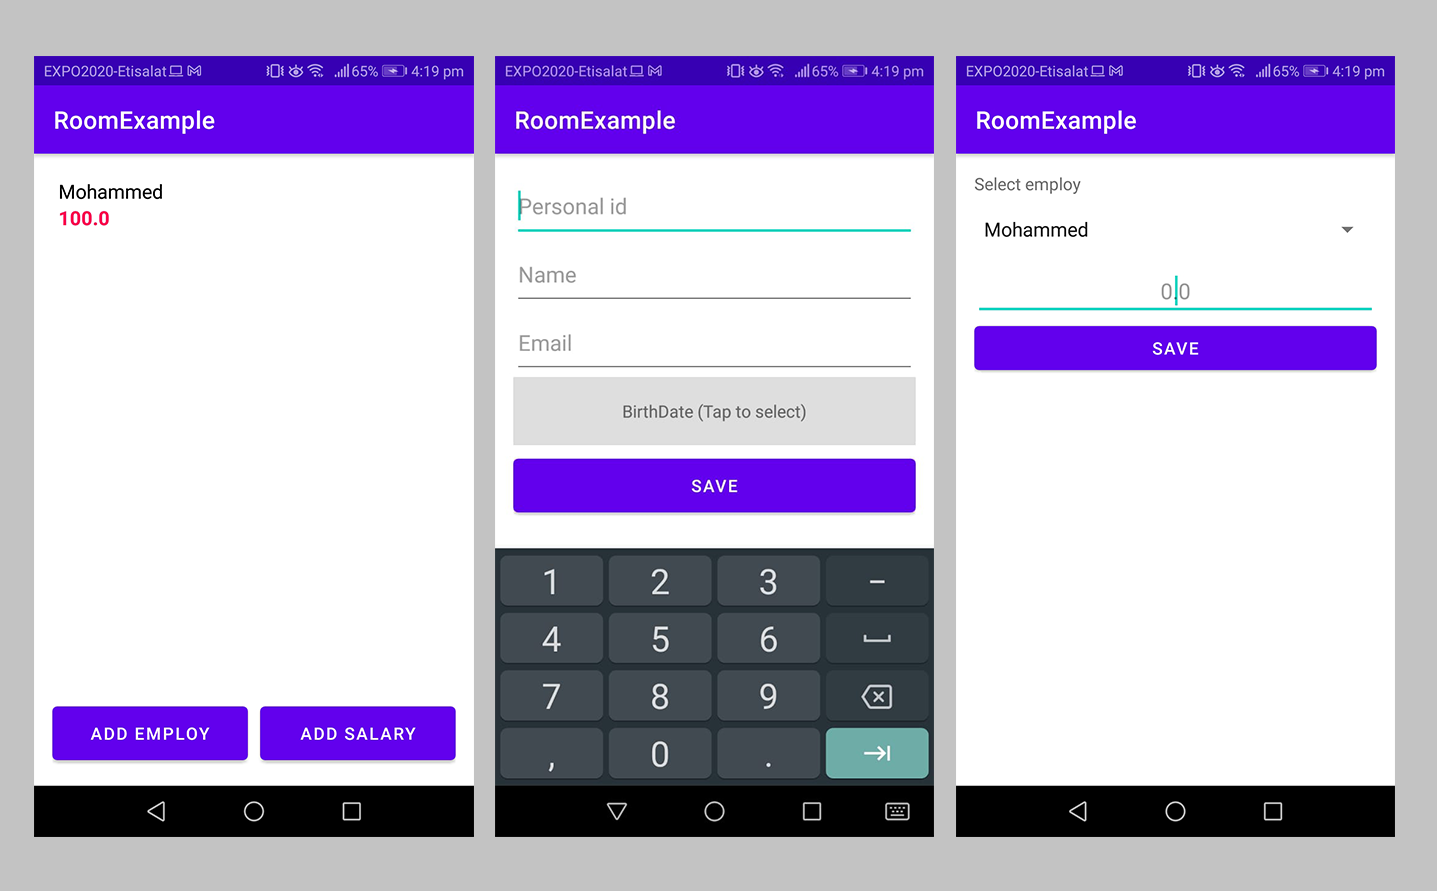 EXPO2020-Etisalat 65% 4:19 pm
RoomExample
Mohammed
100.0
ADD EMPLOY ADD SALARY
EXPO2020-Etisalat 65% 4:19 pm
RoomExample
Personal id
Name
Email
BirthDate (Tap to select)
SAVE
1 2 3 -
4 5 6
7 8 9
, 0 .
EXPO2020-Etisalat 65% 4:19 pm
RoomExample
Select employ
Mohammed
0.0
SAVE